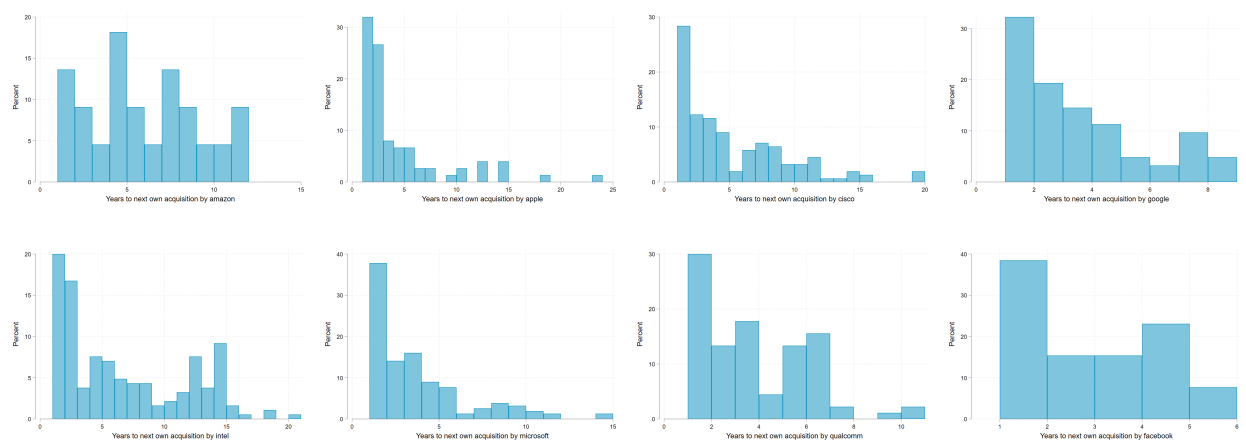 20
15
10
5
0
Percent
0 5 10 15
Years to next own acquisition by amazon
30
20
10
0
Percent
0 5 10 15 20 25
Years to next own acquisition by apple
30
20
10
0
Percent
0 5 10 15 20
Years to next own acquisition by cisco
30
20
10
0
Percent
0 2 4 6 8
Years to next own acquisition by google
20
15
10
5
0
Percent
0 5 10 15 20
Years to next own acquisition by intel
40
30
20
10
0
Percent
0 5 10 15
Years to next own acquisition by microsoft
30
20
10
0
Percent
0 2 4 6 8 10
Years to next own acquisition by qualcomm
40
30
20
10
0
Percent
1 2 3 4 5 6
Years to next own acquisition by facebook